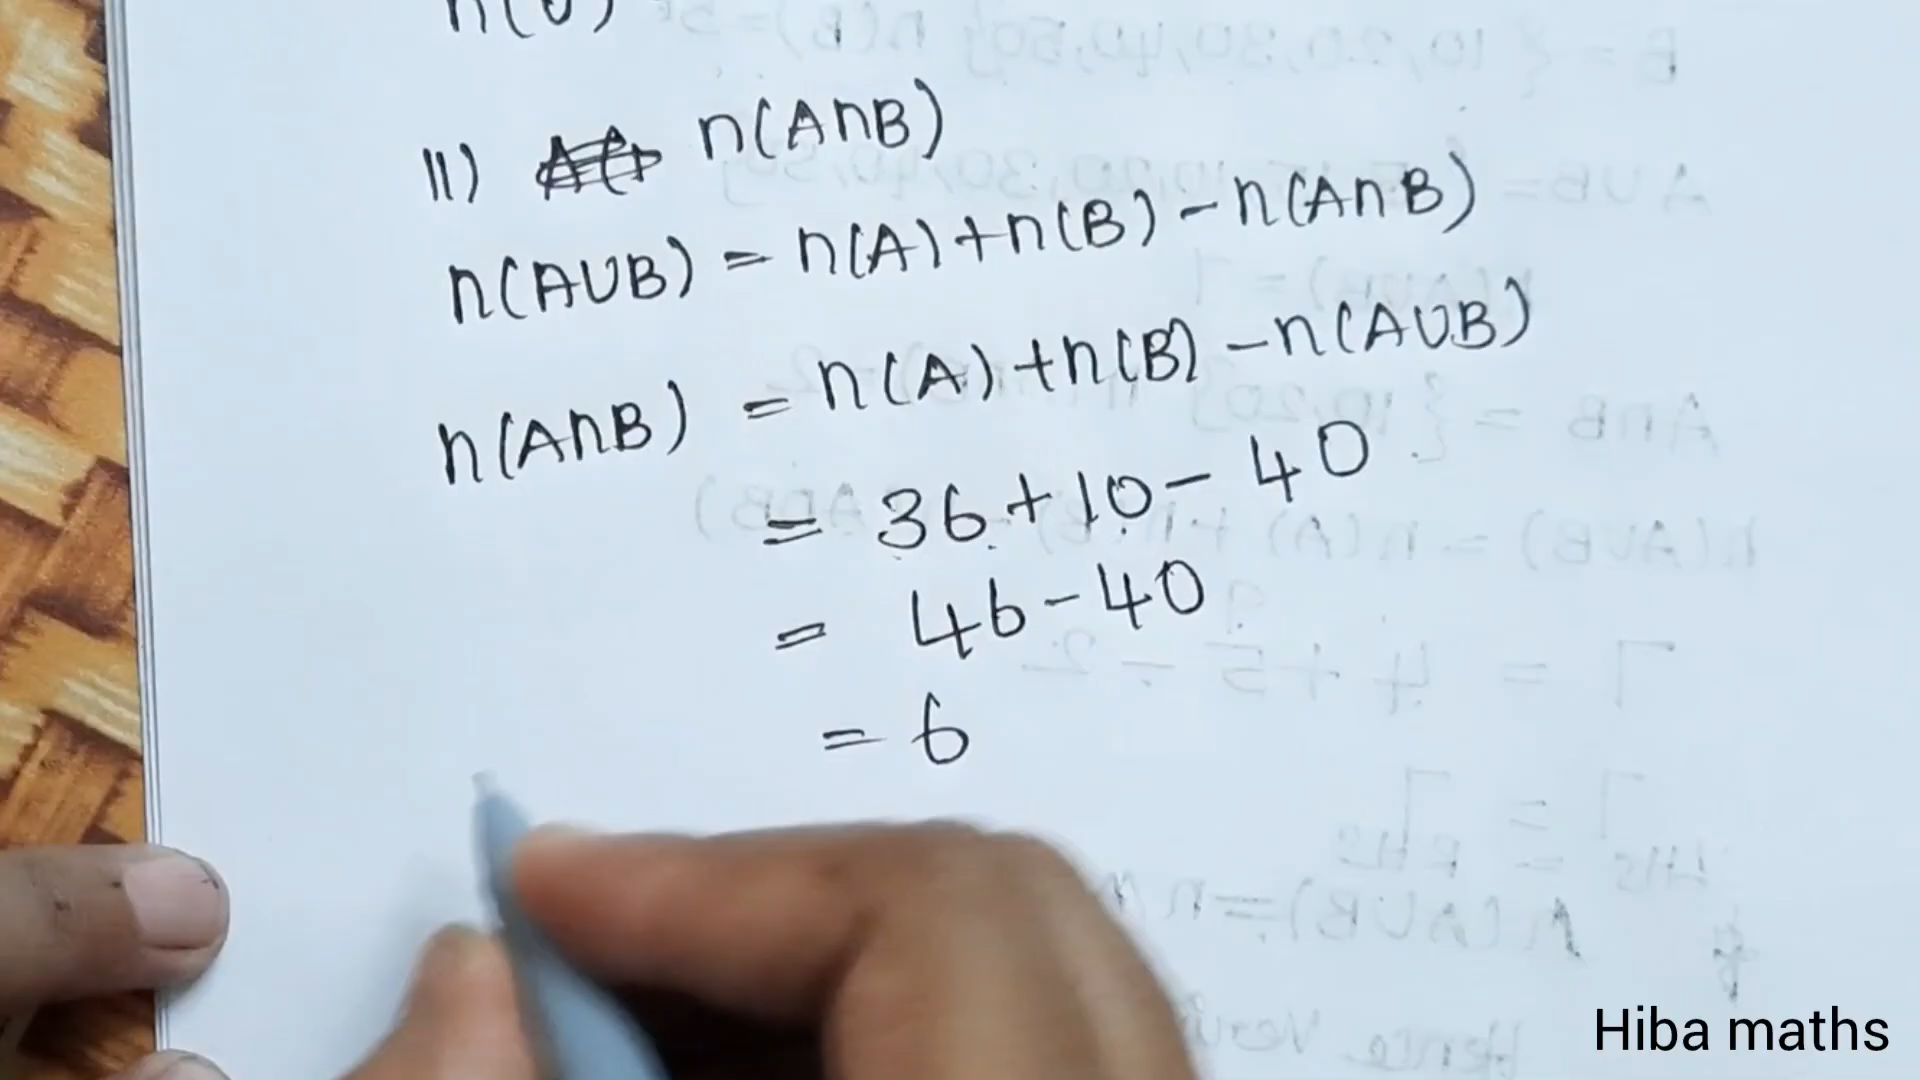 n(U)
II) n(A∩B)
n(A∪B) = n(A)+n(B)-n(A∩B)
n(A∩B) = n(A)+n(B)-n(A∪B)
= 36+10-40
= 46-40
= 6
Hiba maths